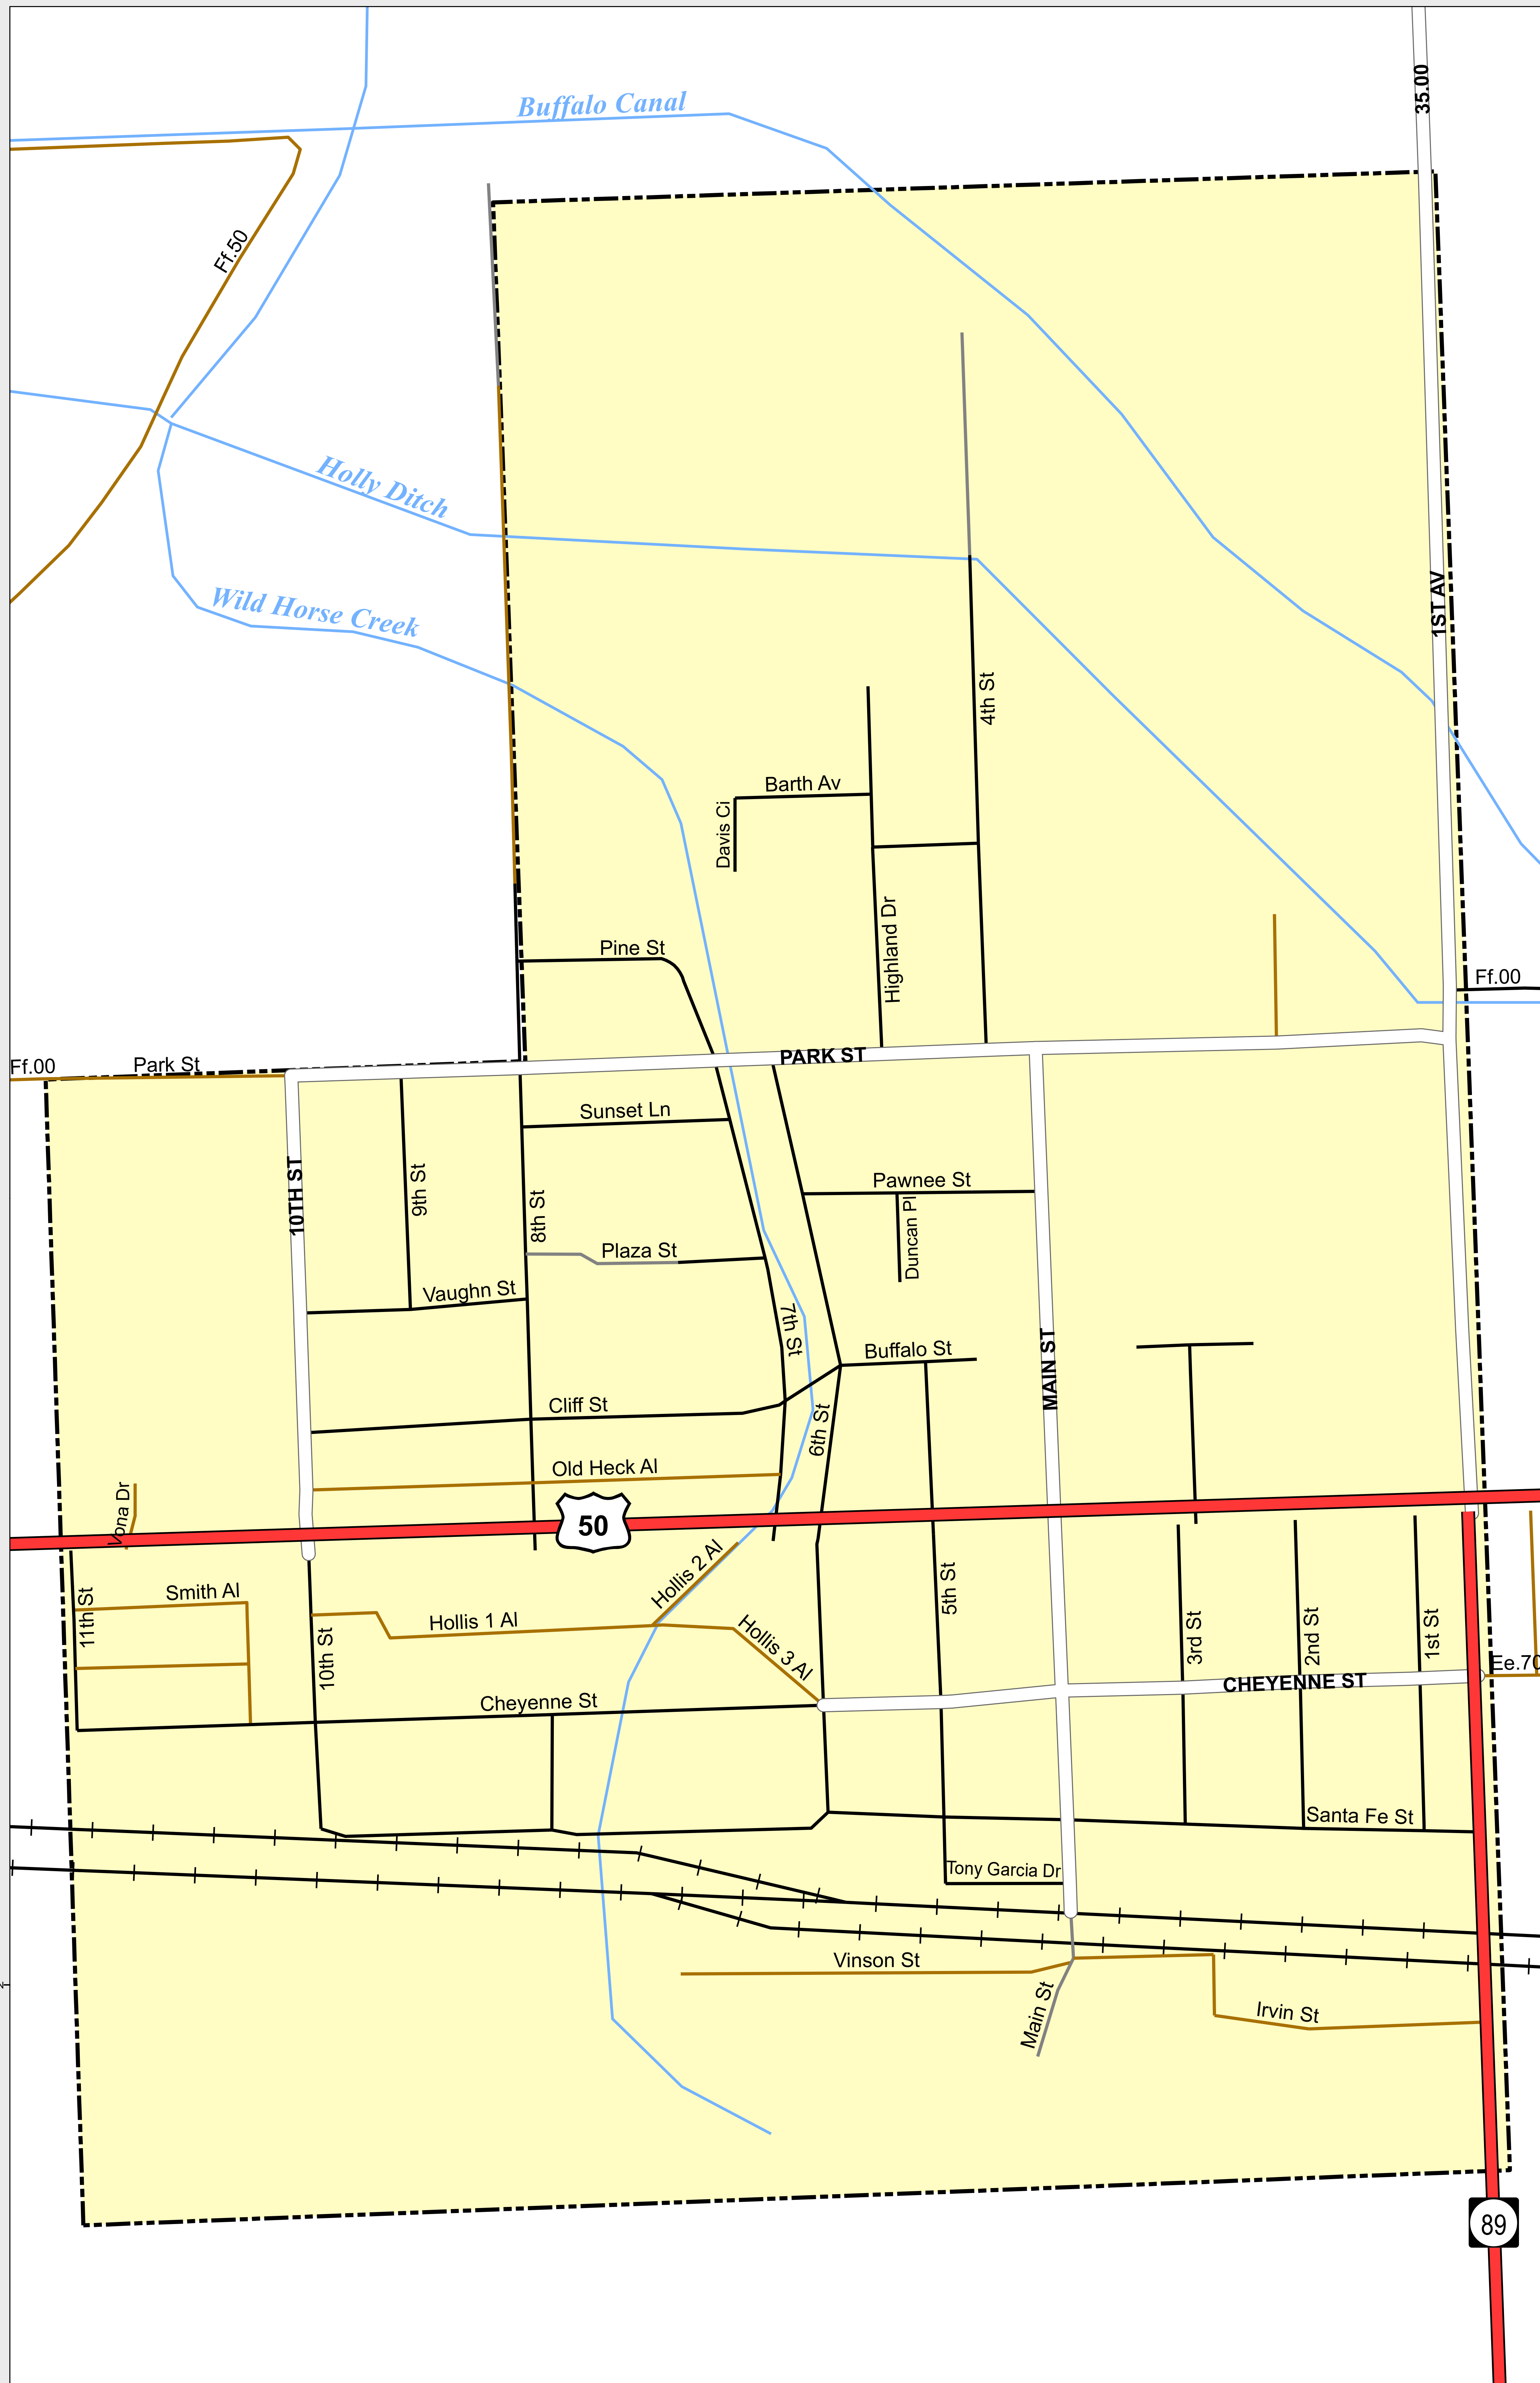 35.00
Buffalo Canal
Ff.50
Holly Ditch
Wild Horse Creek
1ST AV
4th St
Barth Av
Davis Ci
Highland Dr
Pine St
Ff.00
Ff.00
Park St
PARK ST
Sunset Ln
10TH ST
9th St
8th St
Pawnee St
Duncan Pl
Plaza St
Vaughn St
7th St
Buffalo St
MAIN ST
Cliff St
6th St
Old Heck Al
Vona Dr
50
Hollis 2 Al
5th St
Smith Al
11th St
Hollis 1 Al
10th St
Hollis 3 Al
3rd St
2nd St
1st St
Ee.70
CHEYENNE ST
Cheyenne St
Santa Fe St
Tony Garcia Dr
Vinson St
Main St
Irvin St
89